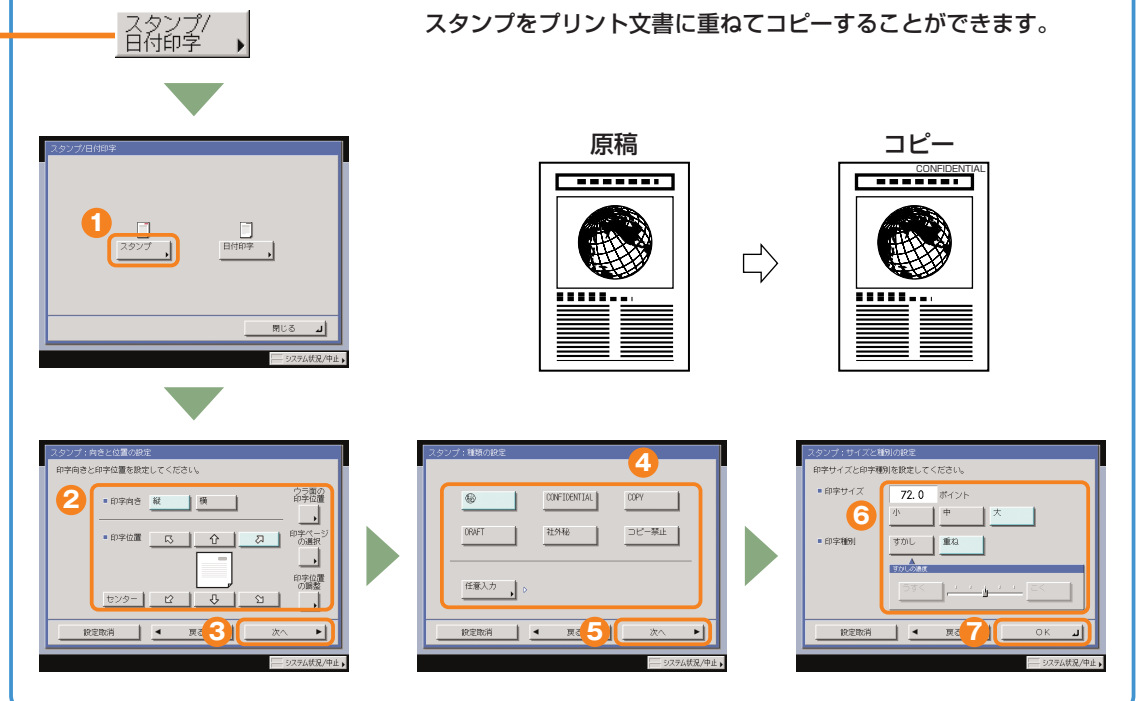 スタンプ/
日付印字
スタンプをプリント文書に重ねてコピーすることができます。
スタンプ/日付印字
1
スタンプ
日付印字
閉じる
システム状況/中止
原稿
コピー
CONFIDENTIAL
スタンプ：向きと位置の設定
印字向きと印字位置を設定してください。
2
印字向き
縦
横
ウラ面の
印字位置
印字位置
印字ページ
の選択
印字位置
の調整
センター
設定取消
戻る
3
次へ
システム状況/中止
スタンプ：種類の設定
4
㊙
CONFIDENTIAL
COPY
DRAFT
社外秘
コピー禁止
任意入力
設定取消
戻る
5
次へ
システム状況/中止
スタンプ：サイズと種別の設定
印字サイズと印字種別を設定してください。
印字サイズ
72.0 ポイント
6
小
中
大
印字種別
すかし
重ね
すかしの濃度
うすく
こく
設定取消
戻る
7
OK
システム状況/中止